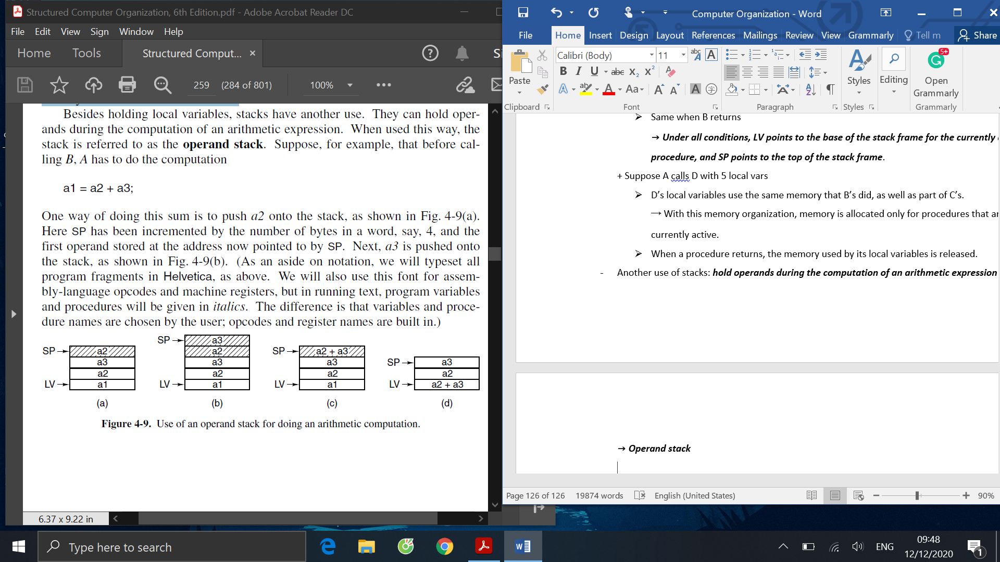 Structured Computer Organization, 6th Edition.pdf - Adobe Acrobat Reader DC
File Edit View Sign Window Help
Home Tools Structured Comput... × ? Si
259 (284 of 801) 100%
Besides holding local variables, stacks have another use. They can hold oper-
ands during the computation of an arithmetic expression. When used this way, the
stack is referred to as the operand stack. Suppose, for example, that before cal-
ling B, A has to do the computation
a1 = a2 + a3;
One way of doing this sum is to push a2 onto the stack, as shown in Fig. 4-9(a).
Here SP has been incremented by the number of bytes in a word, say, 4, and the
first operand stored at the address now pointed to by SP. Next, a3 is pushed onto
the stack, as shown in Fig. 4-9(b). (As an aside on notation, we will typeset all
program fragments in Helvetica, as above. We will also use this font for assem-
bly-language opcodes and machine registers, but in running text, program variables
and procedures will be given in italics. The difference is that variables and proce-
dure names are chosen by the user; opcodes and register names are built in.)
SP a3
SP a2 a2 SP a2 + a3
a3 a3 a3 SP a3
a2 a2 a2 a2
LV a1 LV a1 LV a1 LV a2 + a3
(a) (b) (c) (d)
Figure 4-9. Use of an operand stack for doing an arithmetic computation.
6.37 x 9.22 in
Computer Organization - Word
File Home Insert Design Layout References Mailings Review View Grammarly Tell m Share
Calibri (Body) 11 abc A A
B I U abc X2 X2
Paste A ab A Aa A A A 字 A Z Styles Editing Open Grammarly 5+
Clipboard Font Paragraph Styles Grammarly
➢ Same when B returns
→ Under all conditions, LV points to the base of the stack frame for the currently
procedure, and SP points to the top of the stack frame.
+ Suppose A calls D with 5 local vars
➢ D’s local variables use the same memory that B’s did, as well as part of C’s.
→ With this memory organization, memory is allocated only for procedures that ar
currently active.
➢ When a procedure returns, the memory used by its local variables is released.
- Another use of stacks: hold operands during the computation of an arithmetic expression
→ Operand stack
Page 126 of 126 19874 words English (United States) 90%
Type here to search
ENG
09:48
12/12/2020
1